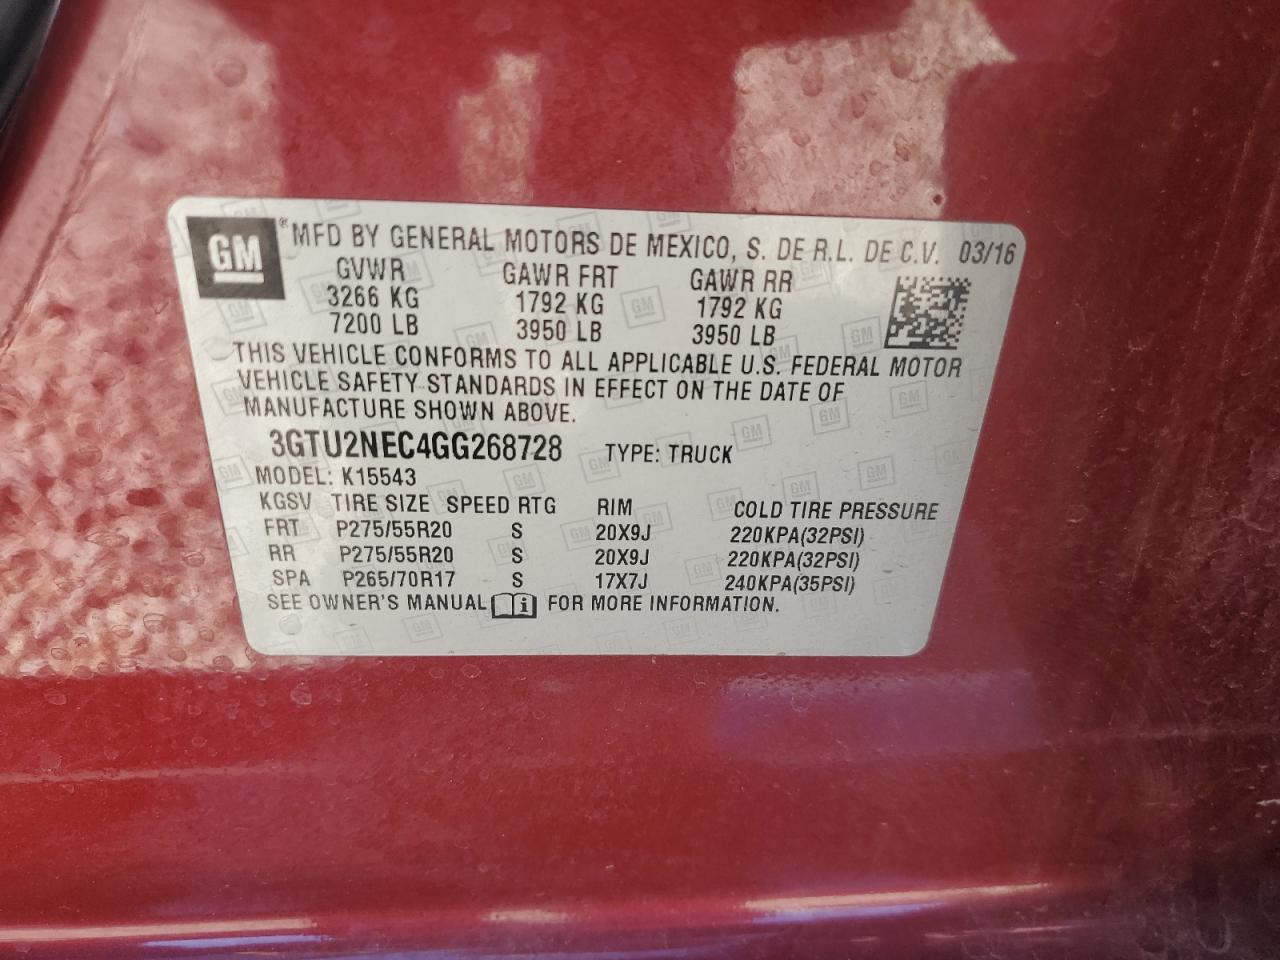 GM ® MFD BY GENERAL MOTORS DE MEXICO, S. DE R.L. DE C.V. 03/16
GVWR GAWR FRT GAWR RR
3266 KG 1792 KG 1792 KG
7200 LB 3950 LB 3950 LB
THIS VEHICLE CONFORMS TO ALL APPLICABLE U.S. FEDERAL MOTOR
VEHICLE SAFETY STANDARDS IN EFFECT ON THE DATE OF
MANUFACTURE SHOWN ABOVE.
3GTU2NEC4GG268728 TYPE: TRUCK
MODEL: K15543
KGSV TIRE SIZE SPEED RTG RIM COLD TIRE PRESSURE
FRT P275/55R20 S 20X9J 220KPA(32PSI)
RR P275/55R20 S 20X9J 220KPA(32PSI)
SPA P265/70R17 S 17X7J 240KPA(35PSI)
SEE OWNER'S MANUAL i FOR MORE INFORMATION.